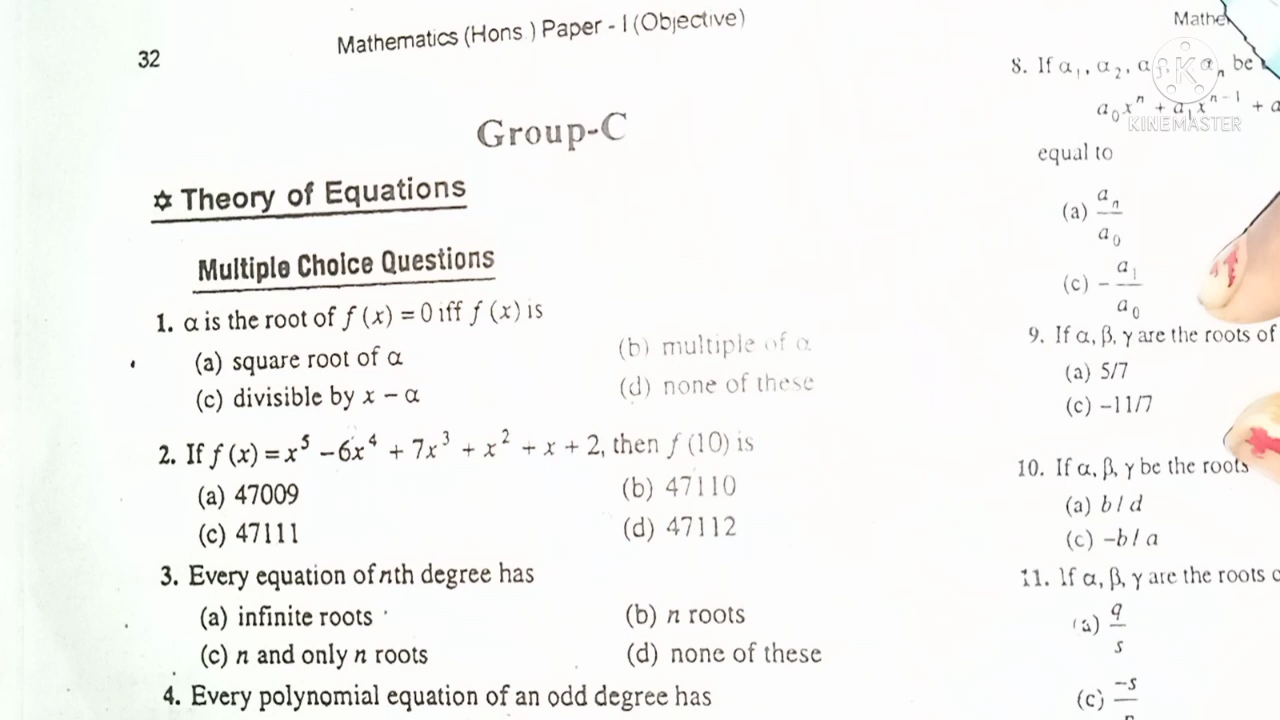 32
Mathematics (Hons ) Paper - I (Objective)
Group-C
✡ Theory of Equations
Multiple Choice Questions
1. α is the root of f (x) = 0 iff f (x) is
(a) square root of α (b) multiple of α
(c) divisible by x − α (d) none of these
2. If f (x) = x⁵ − 6x⁴ + 7x³ + x² + x + 2, then f (10) is
(a) 47009 (b) 47110
(c) 47111 (d) 47112
3. Every equation of nth degree has
(a) infinite roots (b) n roots
(c) n and only n roots (d) none of these
4. Every polynomial equation of an odd degree has
8. If α₁, α₂, αₙ be
a₀xⁿ + a₁xⁿ⁻¹ +
KINEMASTER
equal to
(a) aₙ/a₀
(c) − a₁/a₀
9. If α, β, γ are the roots of
(a) 5/7
(c) −11/7
10. If α, β, γ be the roots
(a) b / d
(c) −b / a
11. If α, β, γ are the roots
(a) q/s
(c)